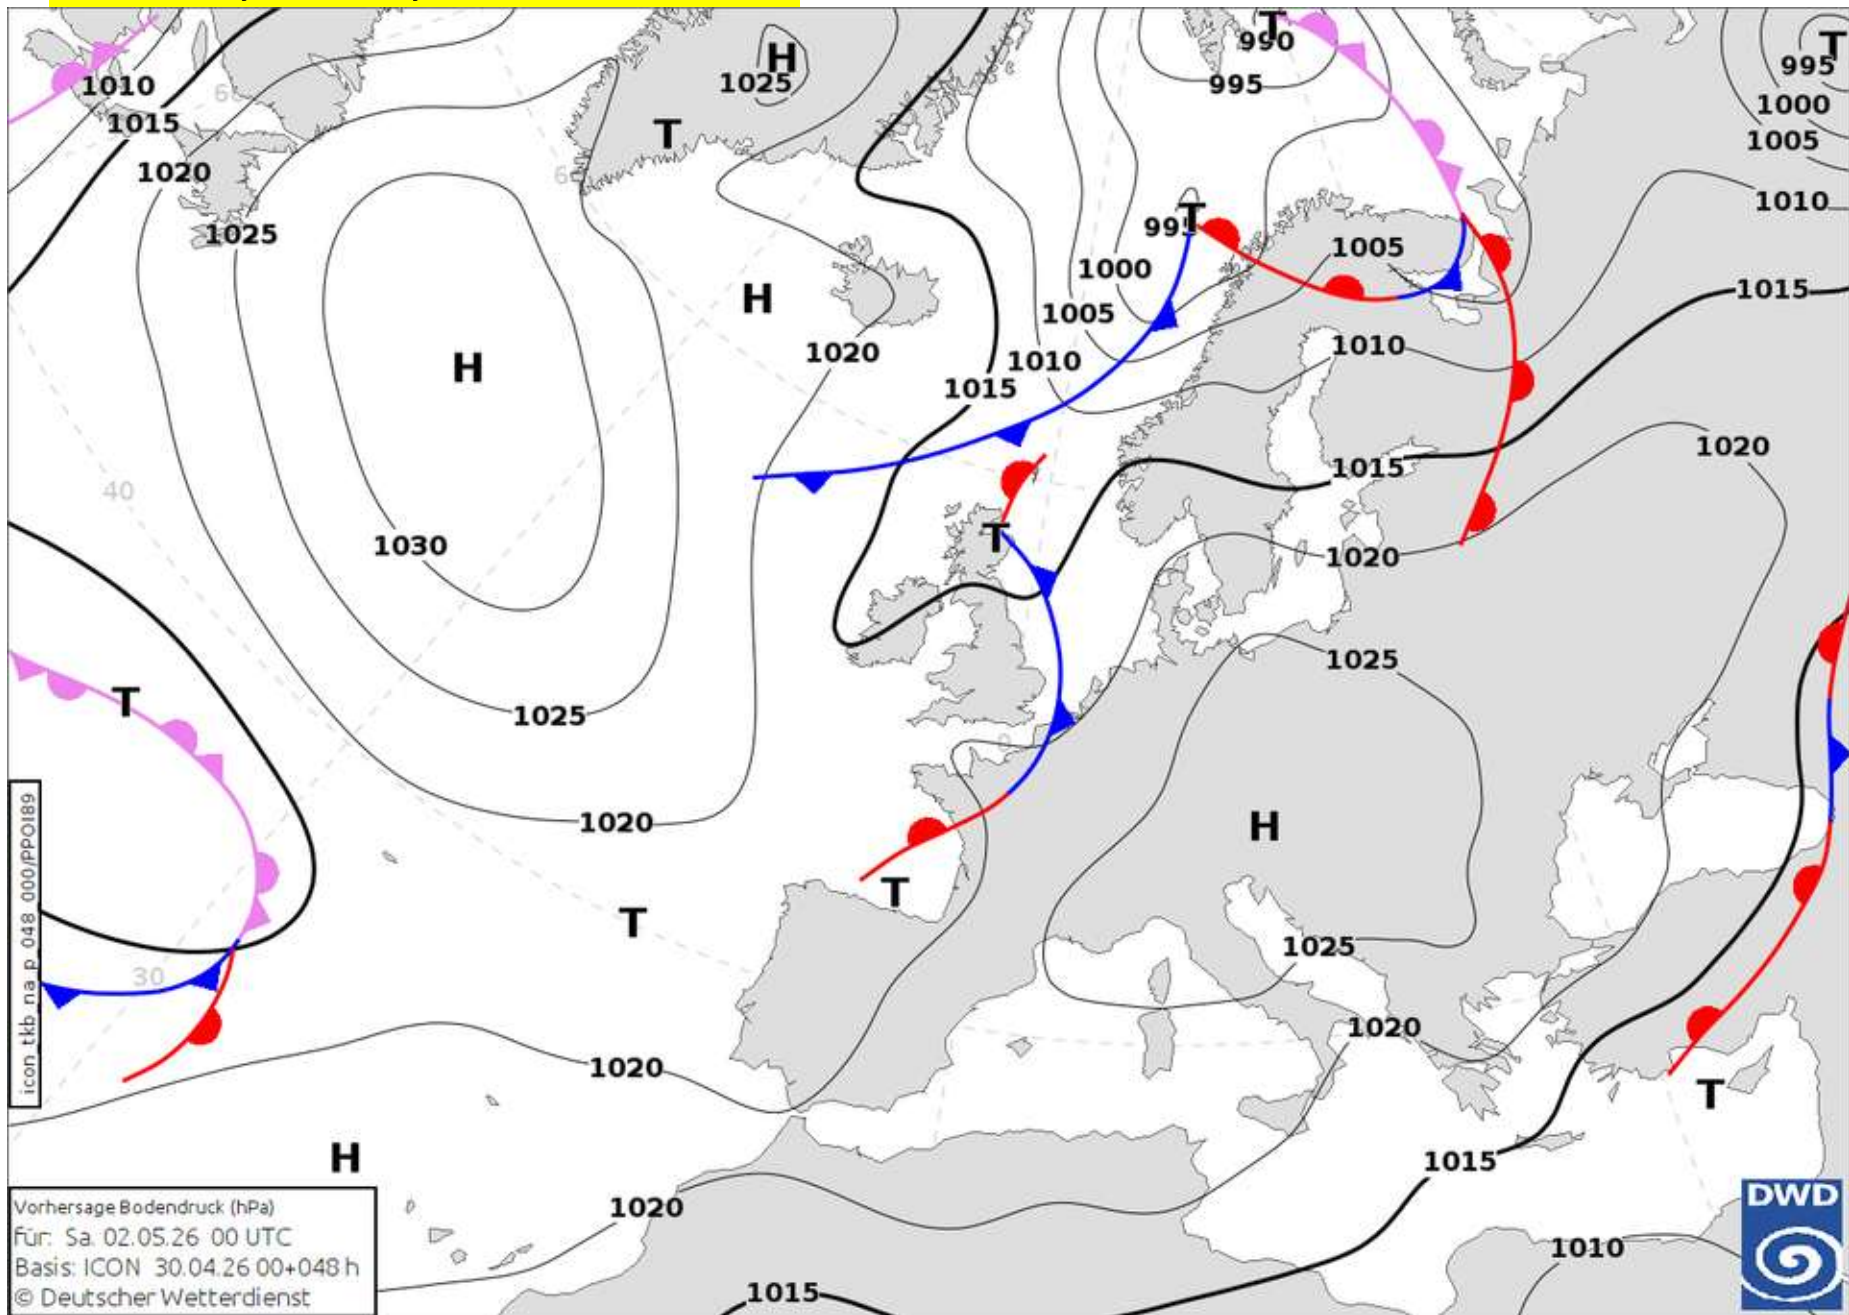 T
990
H
1025
995
T
995
1010
1000
1015
T
1005
1020
1010
T
995
1025
1005
1000
H
1015
1005
1020
1010
1010
H
1015
1020
1015
40
T
1030
1020
1025
T
1025
1020
H
T
T
1025
30
1020
1020
T
H
1015
1020
1010
1015
icon tkb na p 048 000/PPOI89
Vorhersage Bodendruck (hPa)
für: Sa. 02.05.26 00 UTC
Basis: ICON 30.04.26 00+048 h
© Deutscher Wetterdienst
DWD